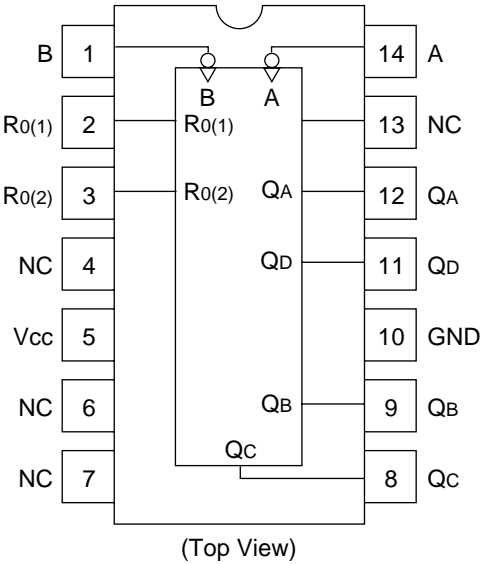 B 1 14 A
B A
R0(1) 2 R0(1) 13 NC
R0(2) 3 R0(2) QA 12 QA
NC 4 QD 11 QD
Vcc 5 10 GND
NC 6 QB 9 QB
QC
NC 7 8 QC
(Top View)